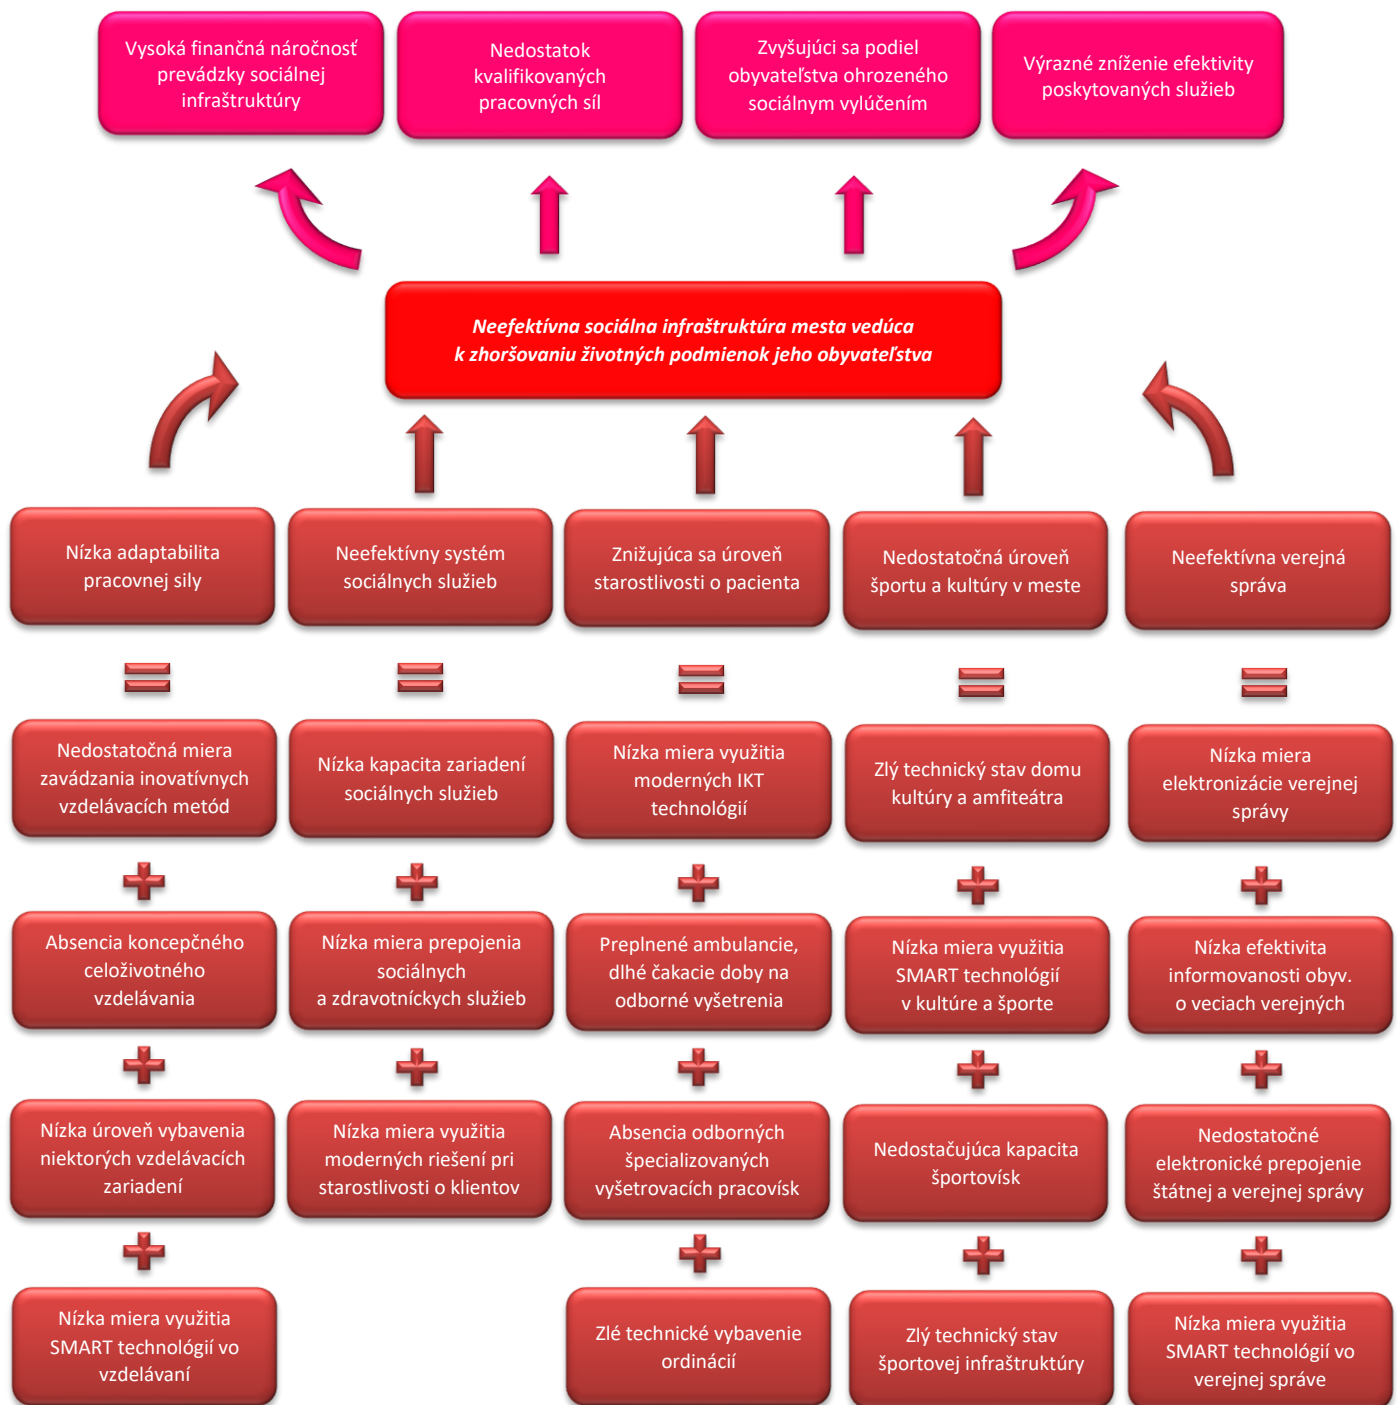 Vysoká finančná náročnosť
prevádzky sociálnej
infraštruktúry
Nedostatok
kvalifikovaných
pracovných síl
Zvyšujúci sa podiel
obyvateľstva ohrozeného
sociálnym vylúčením
Výrazné zníženie efektivity
poskytovaných služieb
Neefektívna sociálna infraštruktúra mesta vedúca
k zhoršovaniu životných podmienok jeho obyvateľstva
Nízka adaptabilita
pracovnej sily
Neefektívny systém
sociálnych služieb
Znižujúca sa úroveň
starostlivosti o pacienta
Nedostatočná úroveň
športu a kultúry v meste
Neefektívna verejná
správa
Nedostatočná miera
zavádzania inovatívnych
vzdelávacích metód
Nízka kapacita zariadení
sociálnych služieb
Nízka miera využitia
moderných IKT
technológií
Zlý technický stav domu
kultúry a amfiteátra
Nízka miera
elektronizácie verejnej
správy
Absencia koncepčného
celoživotného
vzdelávania
Nízka miera prepojenia
sociálnych
a zdravotníckych služieb
Preplnené ambulancie,
dlhé čakacie doby na
odborné vyšetrenia
Nízka miera využitia
SMART technológií
v kultúre a športe
Nízka efektivita
informovanosti obyv.
o veciach verejných
Nízka úroveň vybavenia
niektorých vzdelávacích
zariadení
Nízka miera využitia
moderných riešení pri
starostlivosti o klientov
Absencia odborných
špecializovaných
vyšetrovacích pracovísk
Nedostačujúca kapacita
športovísk
Nedostatočné
elektronické prepojenie
štátnej a verejnej správy
Nízka miera využitia
SMART technológií vo
vzdelávaní
Zlé technické vybavenie
ordinácií
Zlý technický stav
športovej infraštruktúry
Nízka miera využitia
SMART technológií vo
verejnej správe